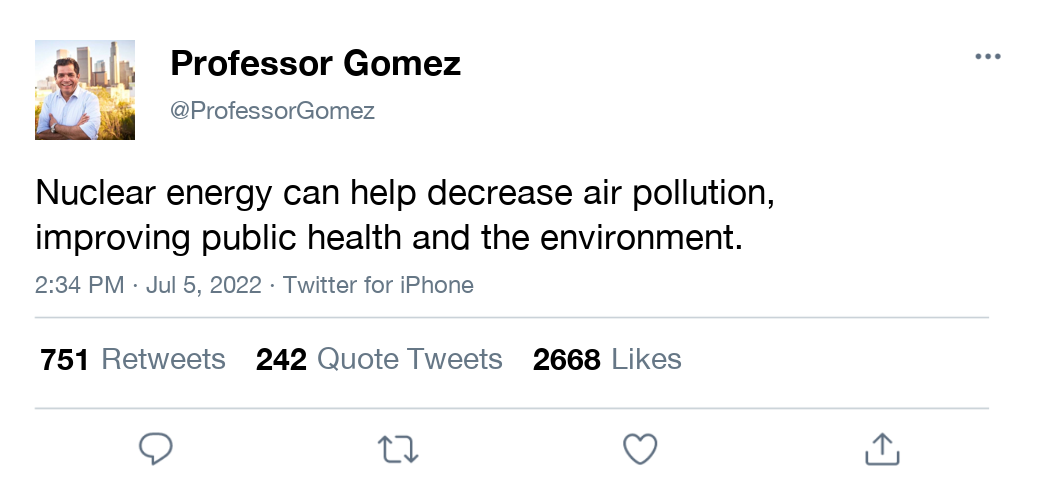 Professor Gomez
@ProfessorGomez
Nuclear energy can help decrease air pollution,
improving public health and the environment.
2:34 PM · Jul 5, 2022 · Twitter for iPhone
751 Retweets 242 Quote Tweets 2668 Likes